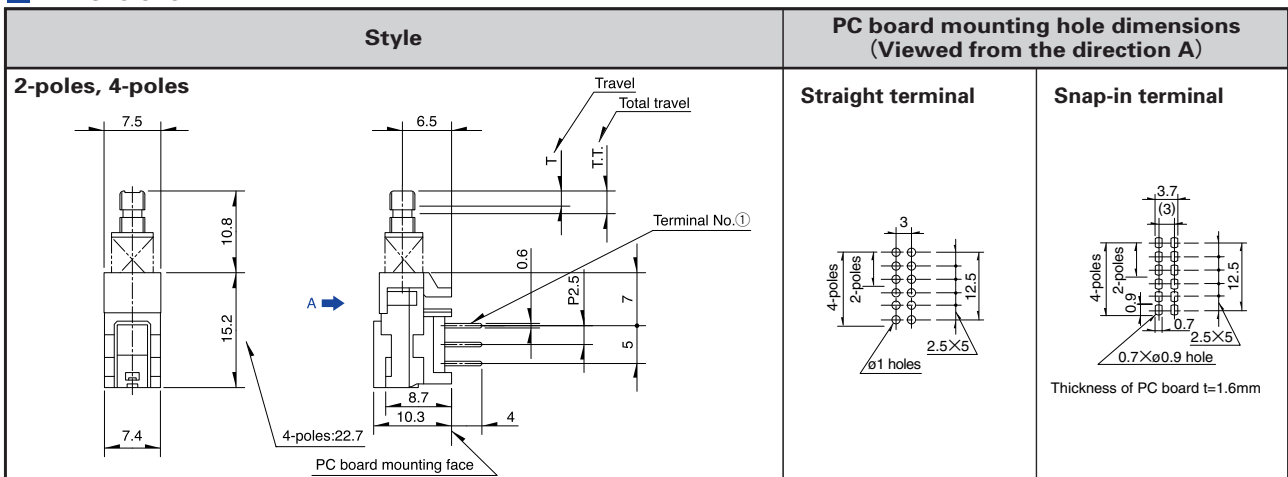 Style
PC board mounting hole dimensions
(Viewed from the direction A)
2-poles, 4-poles
Travel
Total travel
7.5
6.5
T
T.T.
10.8
15.2
7.4
4-poles:22.7
A
Terminal No.①
0.6
P2.5
7
5
8.7
10.3
4
PC board mounting face
Straight terminal
3
4-poles
2-poles
12.5
2.5×5
ø1 holes
Snap-in terminal
3.7
(3)
4-poles
2-poles
0.9
12.5
0.7
2.5×5
0.7×ø0.9 hole
Thickness of PC board t=1.6mm